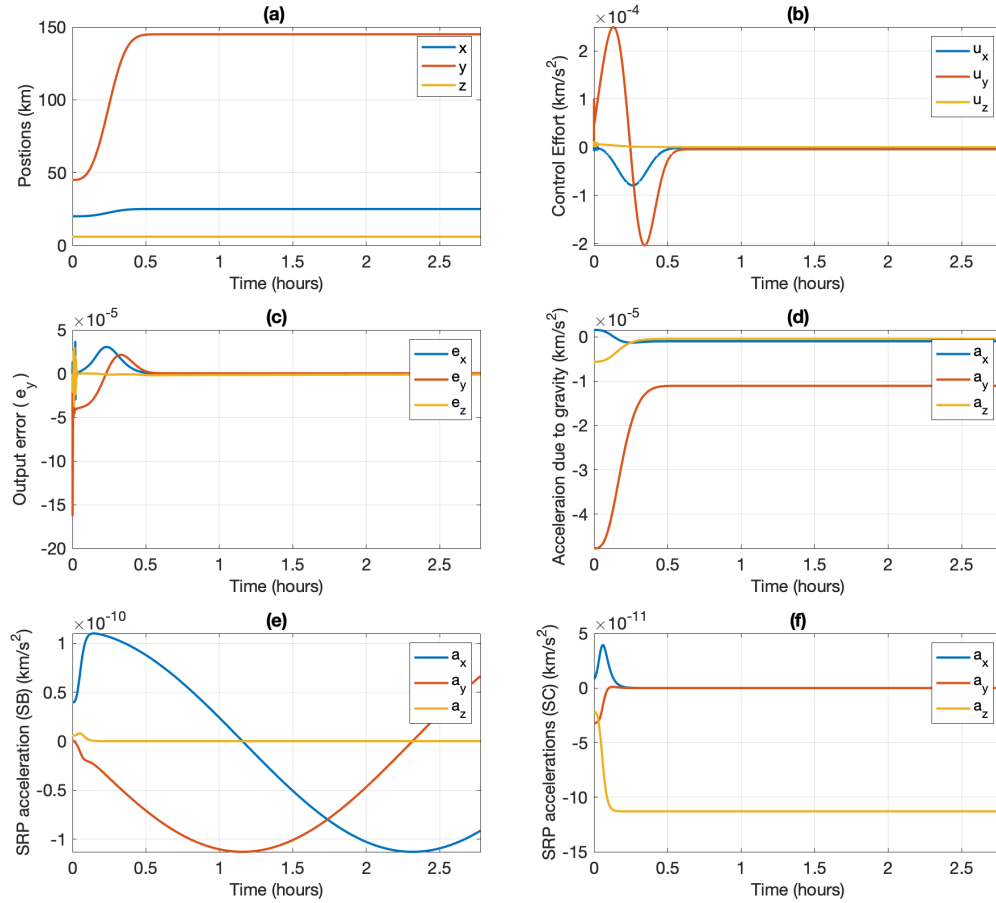 (a)
150
100
50
0
Postions (km)
x
y
z
0 0.5 1 1.5 2 2.5
Time (hours)
(b)
×10⁻⁴
2
1
0
-1
-2
Control Effort (km/s²)
u_x
u_y
u_z
0 0.5 1 1.5 2 2.5
Time (hours)
(c)
×10⁻⁵
5
0
-5
-10
-15
-20
Output error ( e_y )
e_x
e_y
e_z
0 0.5 1 1.5 2 2.5
Time (hours)
(d)
×10⁻⁵
0
-1
-2
-3
-4
Acceleraion due to gravity (km/s²)
a_x
a_y
a_z
0 0.5 1 1.5 2 2.5
Time (hours)
(e)
×10⁻¹⁰
1
0.5
0
-0.5
-1
SRP acceleration (SB) (km/s²)
a_x
a_y
a_z
0 0.5 1 1.5 2 2.5
Time (hours)
(f)
×10⁻¹¹
5
0
-5
-10
-15
SRP accelerations (SC) (km/s²)
a_x
a_y
a_z
0 0.5 1 1.5 2 2.5
Time (hours)